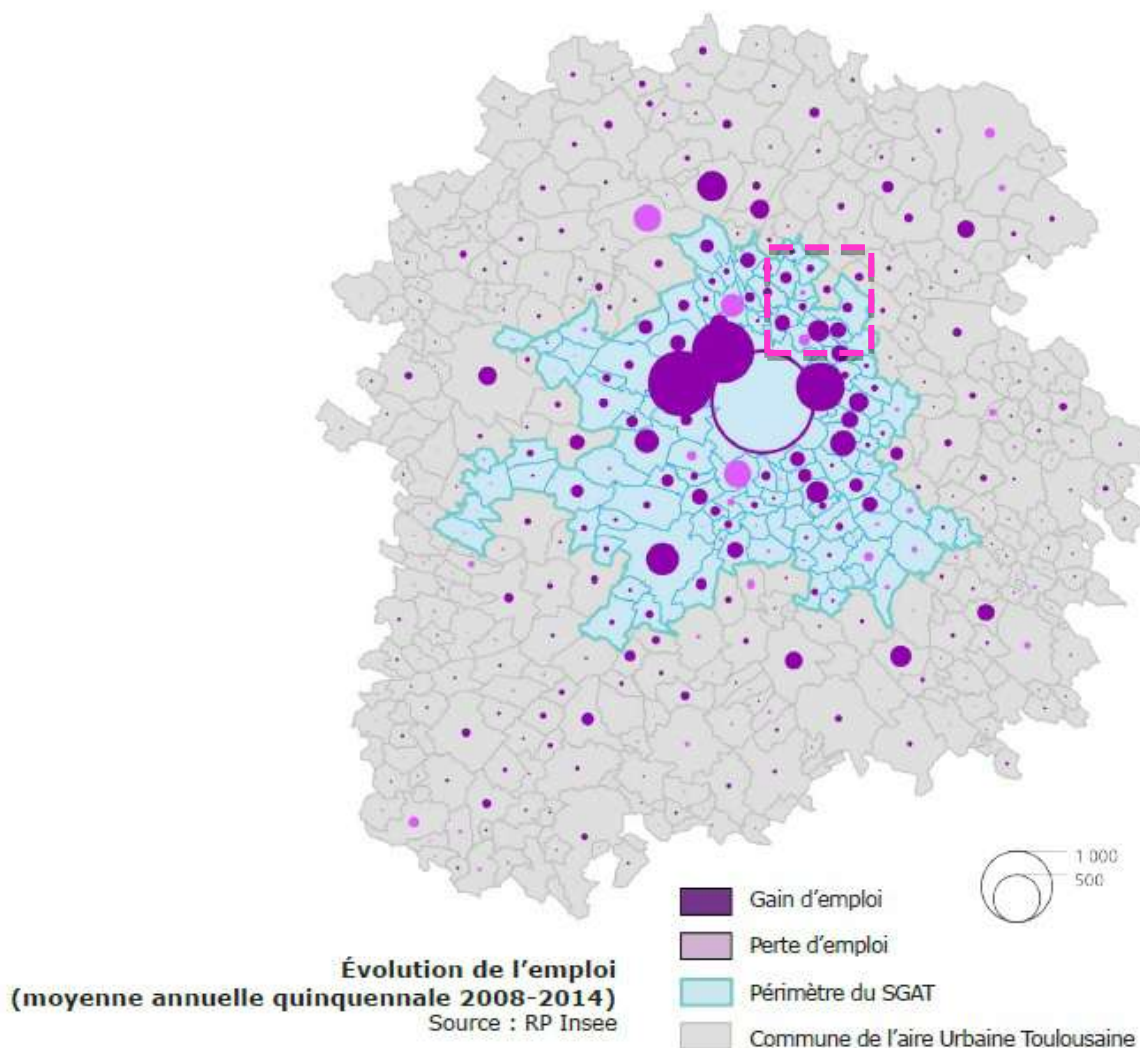 1 000
500
Gain d'emploi
Perte d'emploi
Périmètre du SGAT
Commune de l'aire Urbaine Toulousaine
Évolution de l'emploi
(moyenne annuelle quinquennale 2008-2014)
Source : RP Insee